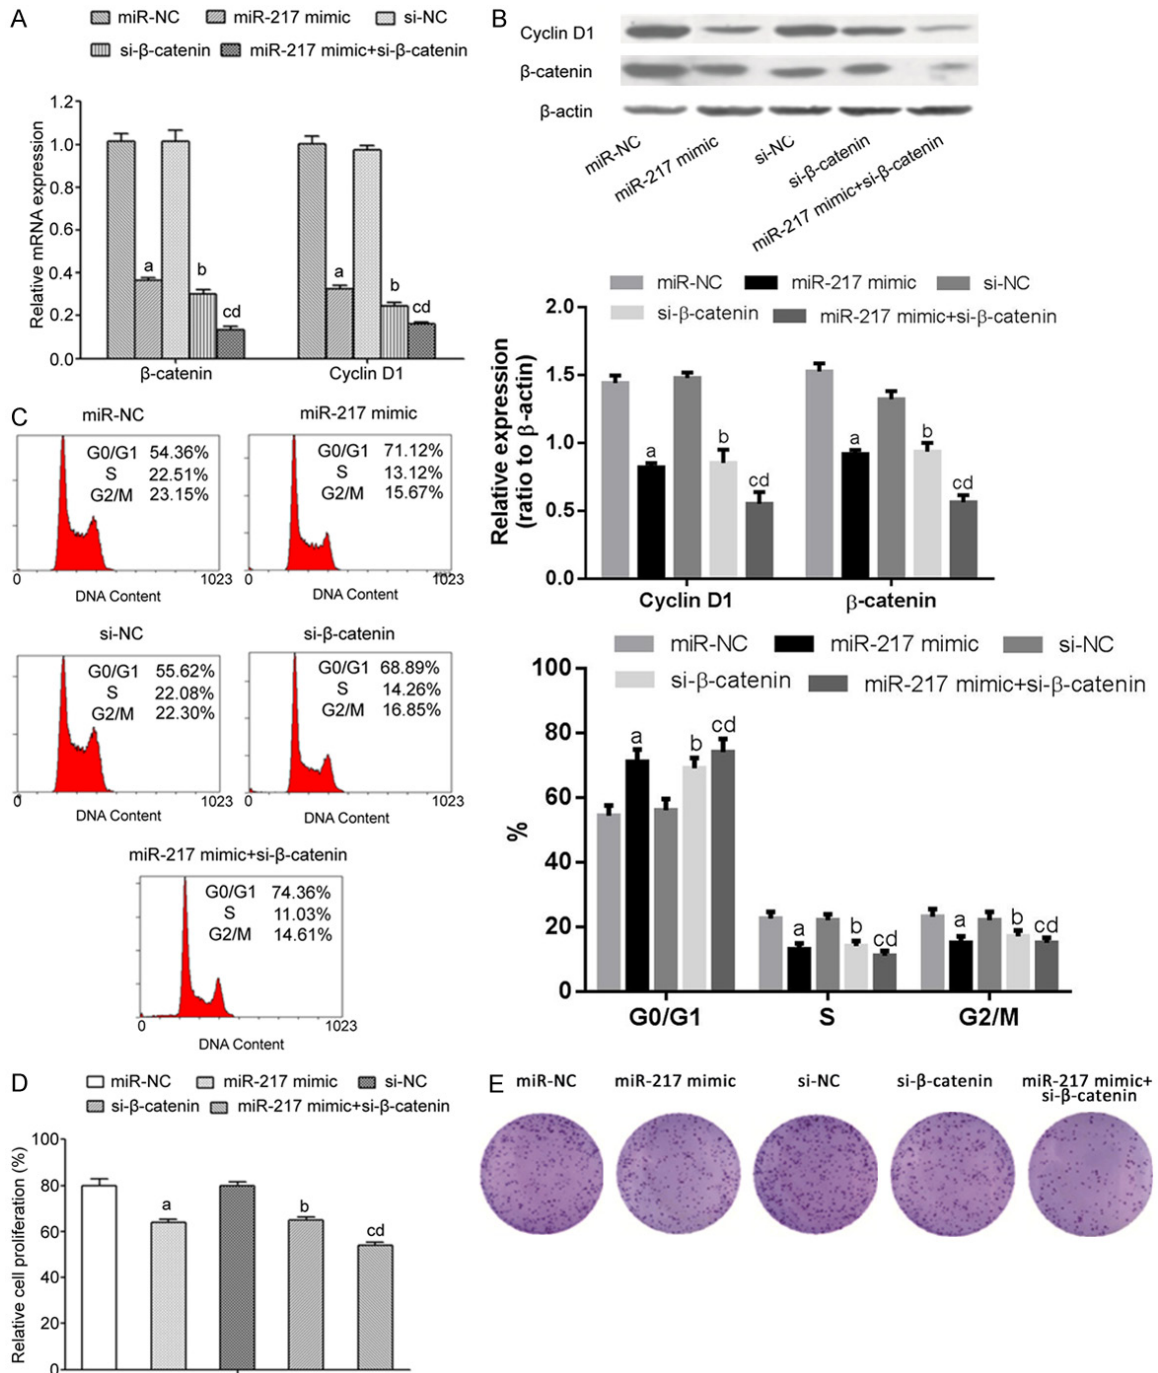 A
miR-NC miR-217 mimic si-NC
si-β-catenin miR-217 mimic+si-β-catenin
Relative mRNA expression
1.2
1.0
0.8
0.6
0.4
0.2
0.0
a b cd
a b cd
β-catenin Cyclin D1
B
Cyclin D1
β-catenin
β-actin
miR-NC miR-217 mimic si-NC si-β-catenin miR-217 mimic+si-β-catenin
miR-NC miR-217 mimic si-NC
si-β-catenin miR-217 mimic+si-β-catenin
Relative expression
(ratio to β-actin)
2.0
1.5
1.0
0.5
0.0
a b cd
a b cd
Cyclin D1 β-catenin
C
miR-NC
G0/G1 54.36%
S 22.51%
G2/M 23.15%
0 1023
DNA Content
miR-217 mimic
G0/G1 71.12%
S 13.12%
G2/M 15.67%
0 1023
DNA Content
si-NC
G0/G1 55.62%
S 22.08%
G2/M 22.30%
0 1023
DNA Content
si-β-catenin
G0/G1 68.89%
S 14.26%
G2/M 16.85%
0 1023
DNA Content
miR-217 mimic+si-β-catenin
G0/G1 74.36%
S 11.03%
G2/M 14.61%
0 1023
DNA Content
miR-NC miR-217 mimic si-NC
si-β-catenin miR-217 mimic+si-β-catenin
%
100
80
60
40
20
0
a b cd
a b cd
a b cd
G0/G1 S G2/M
D
miR-NC miR-217 mimic si-NC
si-β-catenin miR-217 mimic+si-β-catenin
Relative cell proliferation (%)
100
80
60
40
20
0
a b cd
E
miR-NC miR-217 mimic si-NC si-β-catenin miR-217 mimic+
si-β-catenin